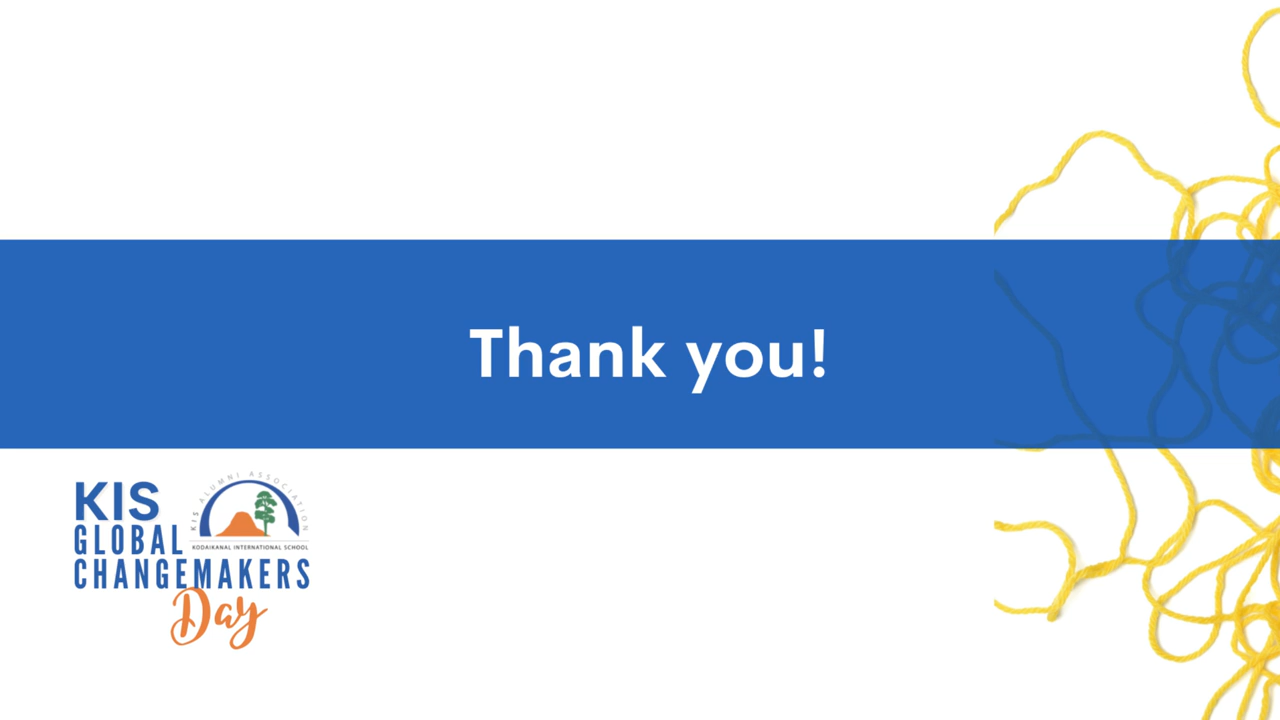 Thank you!
KIS
KIS ALUMNI ASSOCIATION
GLOBAL
KODAIKANAL INTERNATIONAL SCHOOL
CHANGEMAKERS
Day